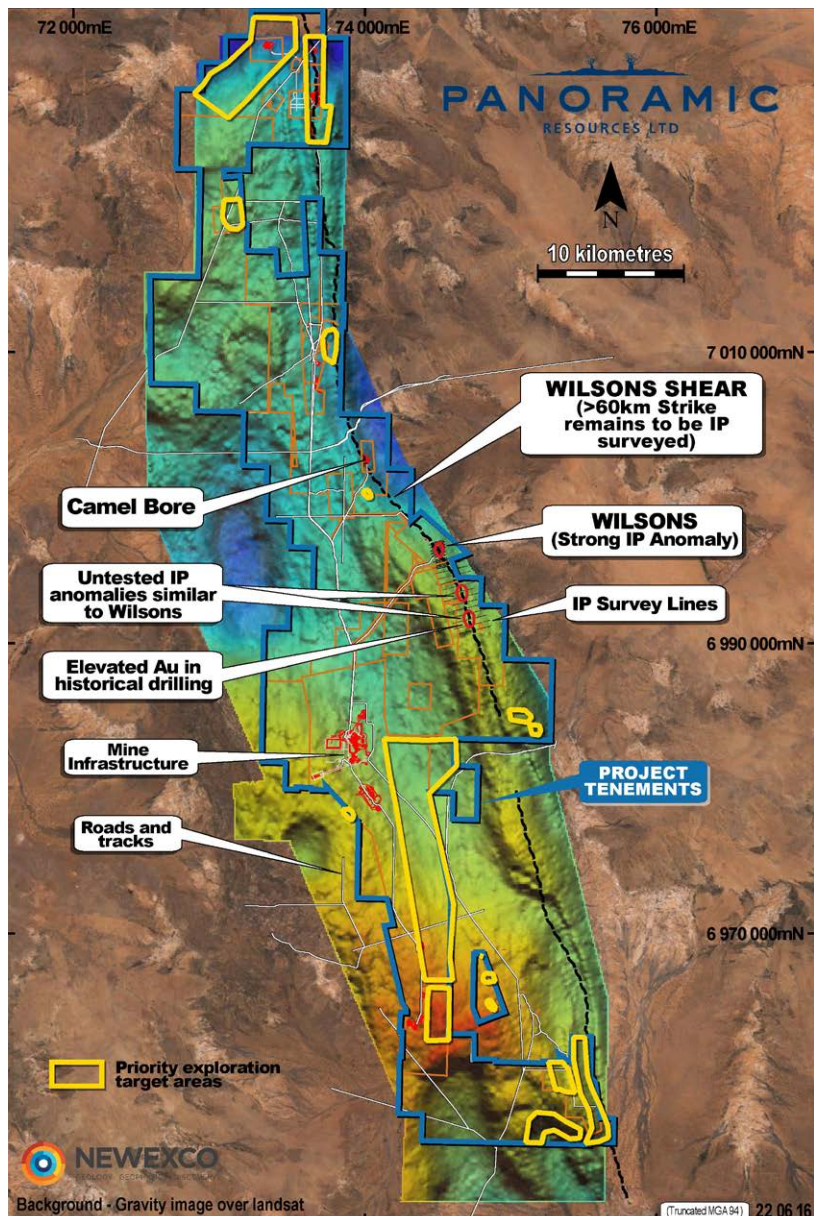 72 000mE
74 000mE
76 000mE
PANORAMIC
RESOURCES LTD
N
10 kilometres
7 010 000mN
WILSONS SHEAR
(>60km Strike
remains to be IP
surveyed)
Camel Bore
WILSONS
(Strong IP Anomaly)
Untested IP
anomalies similar
to Wilsons
IP Survey Lines
Elevated Au in
historical drilling
6 990 000mN
Mine
Infrastructure
PROJECT
TENEMENTS
Roads and
tracks
6 970 000mN
Priority exploration
target areas
NEWEXCO
Background - Gravity image over landsat
(Truncated MGA 94)
22 06 16